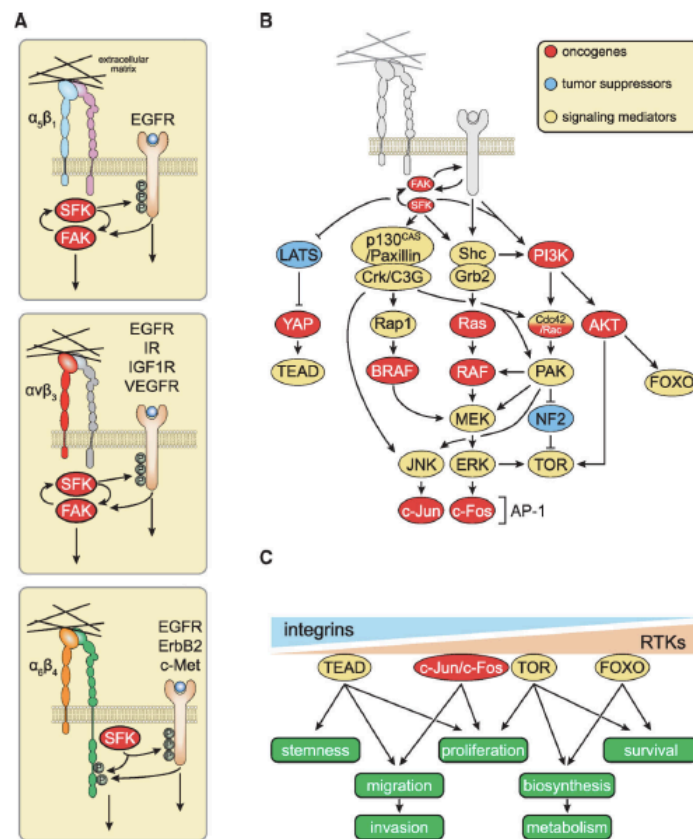 A
extracellular
matrix
α5β1
EGFR
SFK
FAK
EGFR
IR
IGF1R
VEGFR
αvβ3
SFK
FAK
EGFR
ErbB2
c-Met
α6β4
SFK
B
oncogenes
tumor suppressors
signaling mediators
FAK
SFK
LATS
p130CAS
/Paxillin
Crk/C3G
Shc
Grb2
PI3K
YAP
Rap1
Ras
Cdo42
/Rac
AKT
TEAD
BRAF
RAF
PAK
FOXO
MEK
NF2
JNK
ERK
TOR
c-Jun
c-Fos
AP-1
C
integrins
RTKs
TEAD
c-Jun/c-Fos
TOR
FOXO
stemness
proliferation
survival
migration
biosynthesis
invasion
metabolism